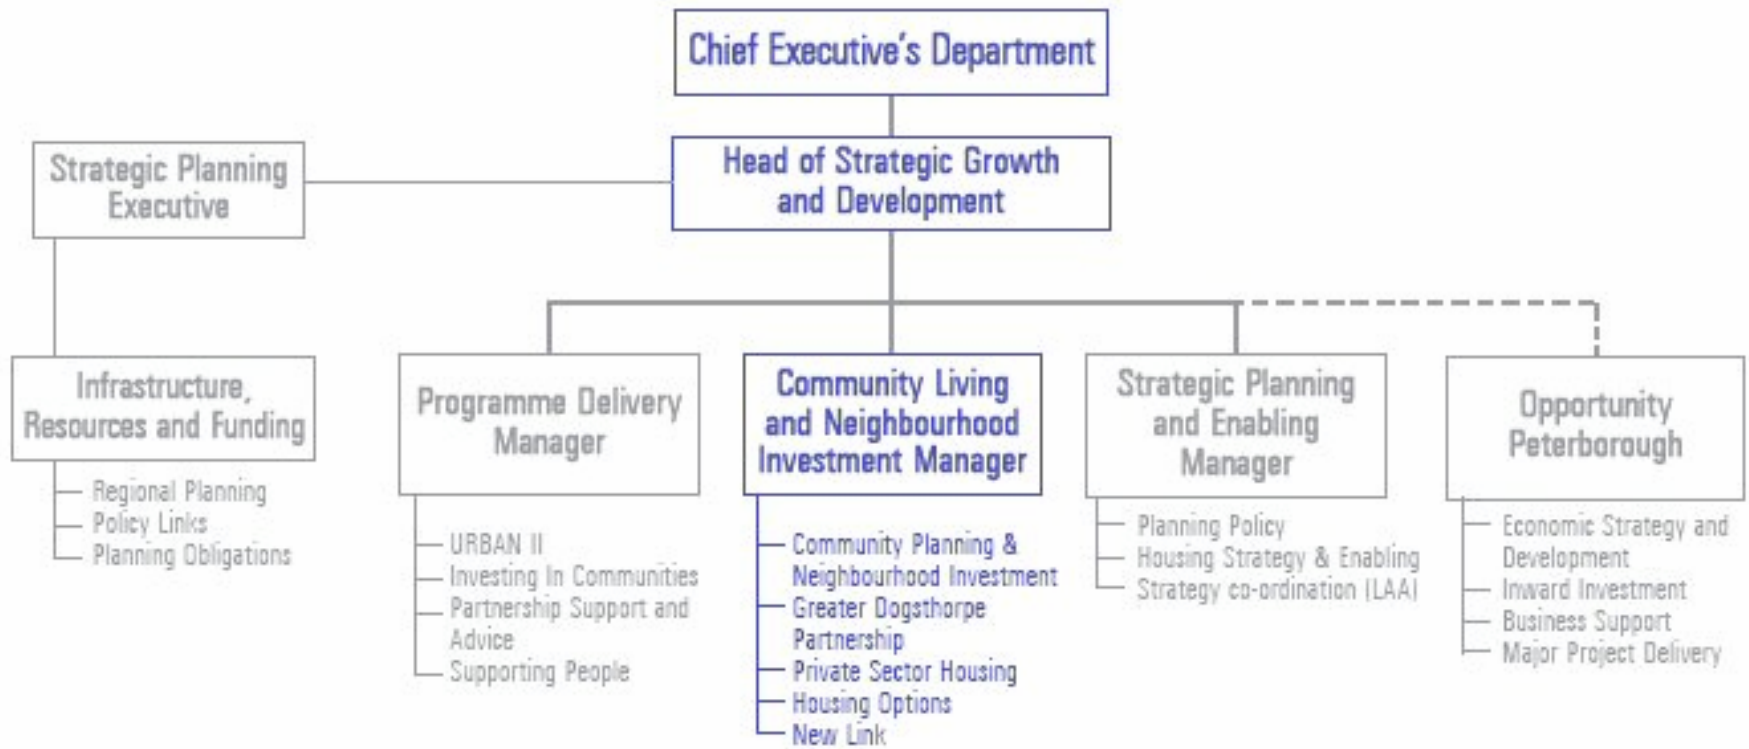 Chief Executive's Department
Head of Strategic Growth
and Development
Strategic Planning
Executive
Infrastructure,
Resources and Funding
Regional Planning
Policy Links
Planning Obligations
Programme Delivery
Manager
URBAN II
Investing In Communities
Partnership Support and
Advice
Supporting People
Community Living
and Neighbourhood
Investment Manager
Community Planning &
Neighbourhood Investment
Greater Dogsthorpe
Partnership
Private Sector Housing
Housing Options
New Link
Strategic Planning
and Enabling
Manager
Planning Policy
Housing Strategy & Enabling
Strategy co-ordination (LAA)
Opportunity
Peterborough
Economic Strategy and
Development
Inward Investment
Business Support
Major Project Delivery